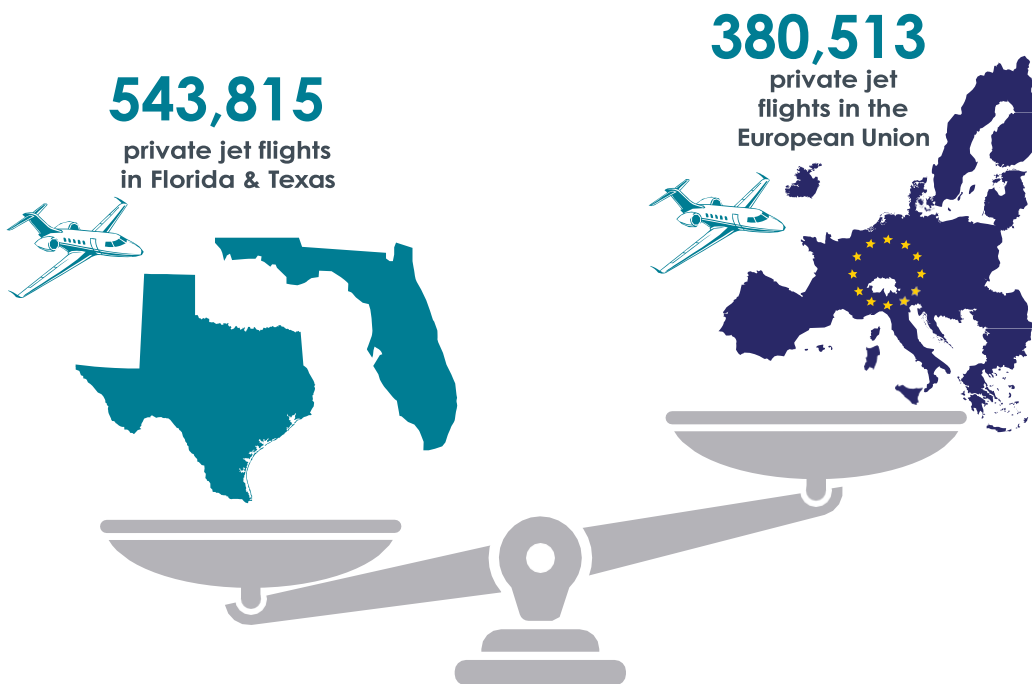 543,815
private jet flights
in Florida & Texas
380,513
private jet
flights in the
European Union